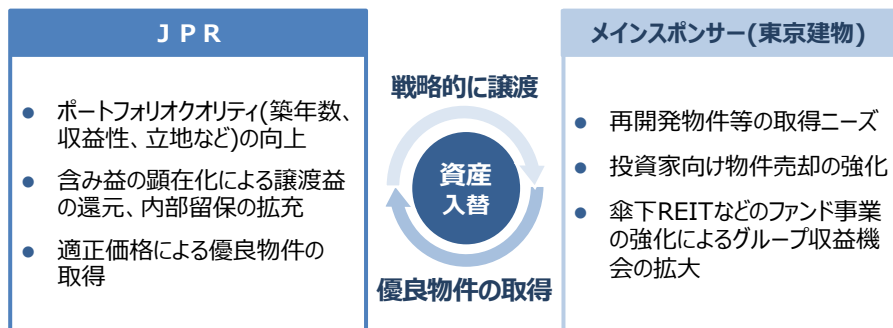 J P R
● ポートフォリオクオリティ(築年数、
収益性、立地など)の向上
● 含み益の顕在化による譲渡益
の還元、内部留保の拡充
● 適正価格による優良物件の
取得
戦略的に譲渡
資産
入替
優良物件の取得
メインスポンサー(東京建物)
● 再開発物件等の取得ニーズ
● 投資家向け物件売却の強化
● 傘下REITなどのファンド事業
の強化によるグループ収益機
会の拡大